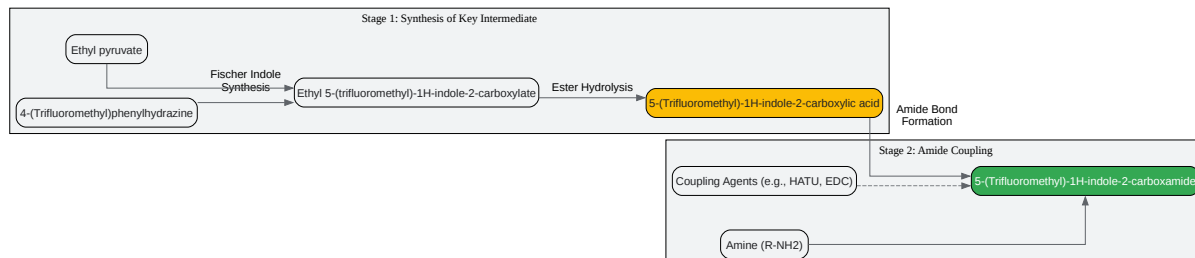 Stage 1: Synthesis of Key Intermediate
Ethyl pyruvate
Fischer Indole
Synthesis
4-(Trifluoromethyl)phenylhydrazine
Ethyl 5-(trifluoromethyl)-1H-indole-2-carboxylate
Ester Hydrolysis
5-(Trifluoromethyl)-1H-indole-2-carboxylic acid
Amide Bond
Formation
Stage 2: Amide Coupling
Coupling Agents (e.g., HATU, EDC)
5-(Trifluoromethyl)-1H-indole-2-carboxamide
Amine (R-NH2)